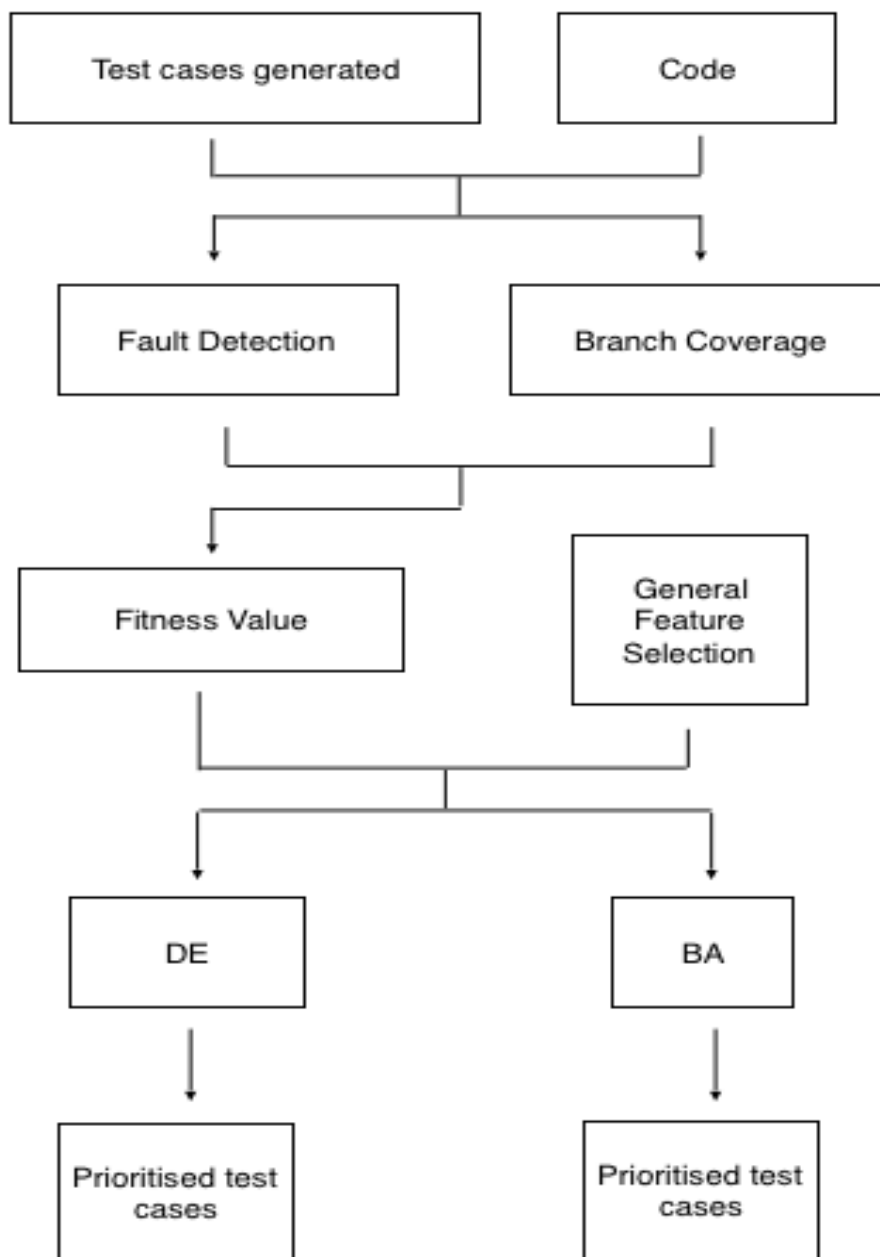 Test cases generated
Code
Fault Detection
Branch Coverage
Fitness Value
General
Feature
Selection
DE
BA
Prioritised test
cases
Prioritised test
cases